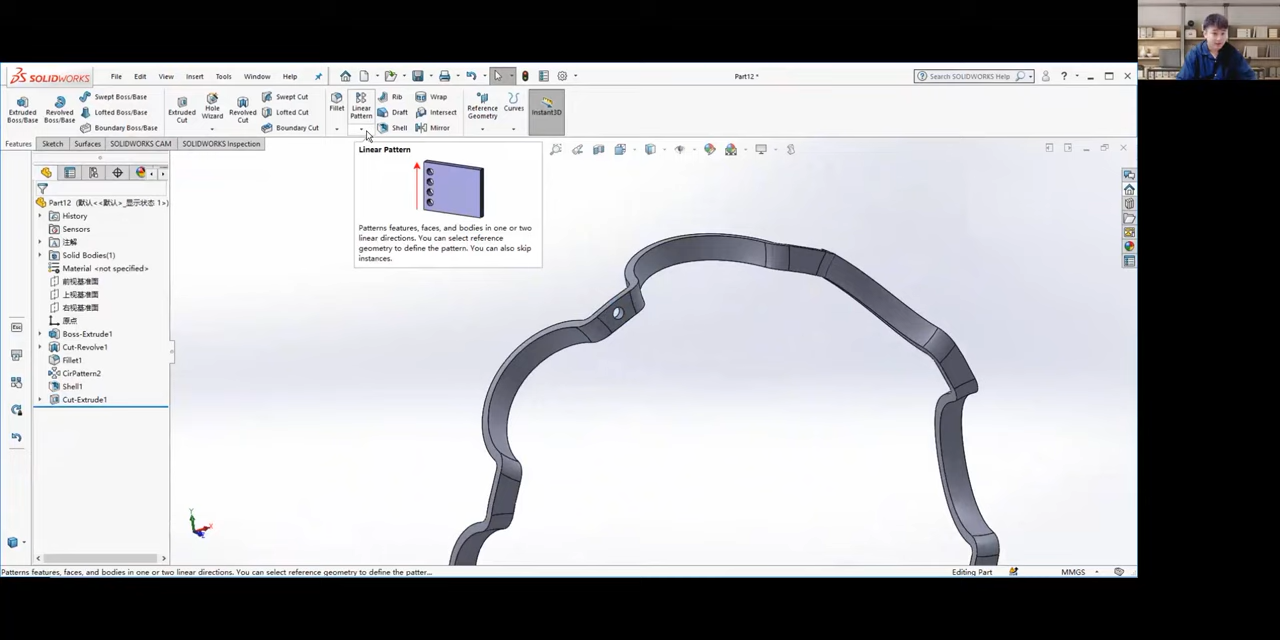 SOLIDWORKS
File Edit View Insert Tools Window Help
Part12 *
Search SOLIDWORKS Help
Extruded Boss/Base
Revolved Boss/Base
Swept Boss/Base
Lofted Boss/Base
Boundary Boss/Base
Extruded Cut
Hole Wizard
Revolved Cut
Swept Cut
Lofted Cut
Boundary Cut
Fillet
Linear Pattern
Rib
Draft
Shell
Wrap
Intersect
Mirror
Reference Geometry
Curves
Instant3D
Features Sketch Surfaces SOLIDWORKS CAM SOLIDWORKS Inspection
Linear Pattern
Patterns features, faces, and bodies in one or two
linear directions. You can select reference
geometry to define the pattern. You can also skip
instances.
Part12 (默认<<默认>_显示状态 1>)
History
Sensors
注解
Solid Bodies(1)
Material <not specified>
前视基准面
上视基准面
右视基准面
原点
Boss-Extrude1
Cut-Revolve1
Fillet1
CirPattern2
Shell1
Cut-Extrude1
Patterns features, faces, and bodies in one or two linear directions. You can select reference geometry to define the patter...
Editing Part
MMGS